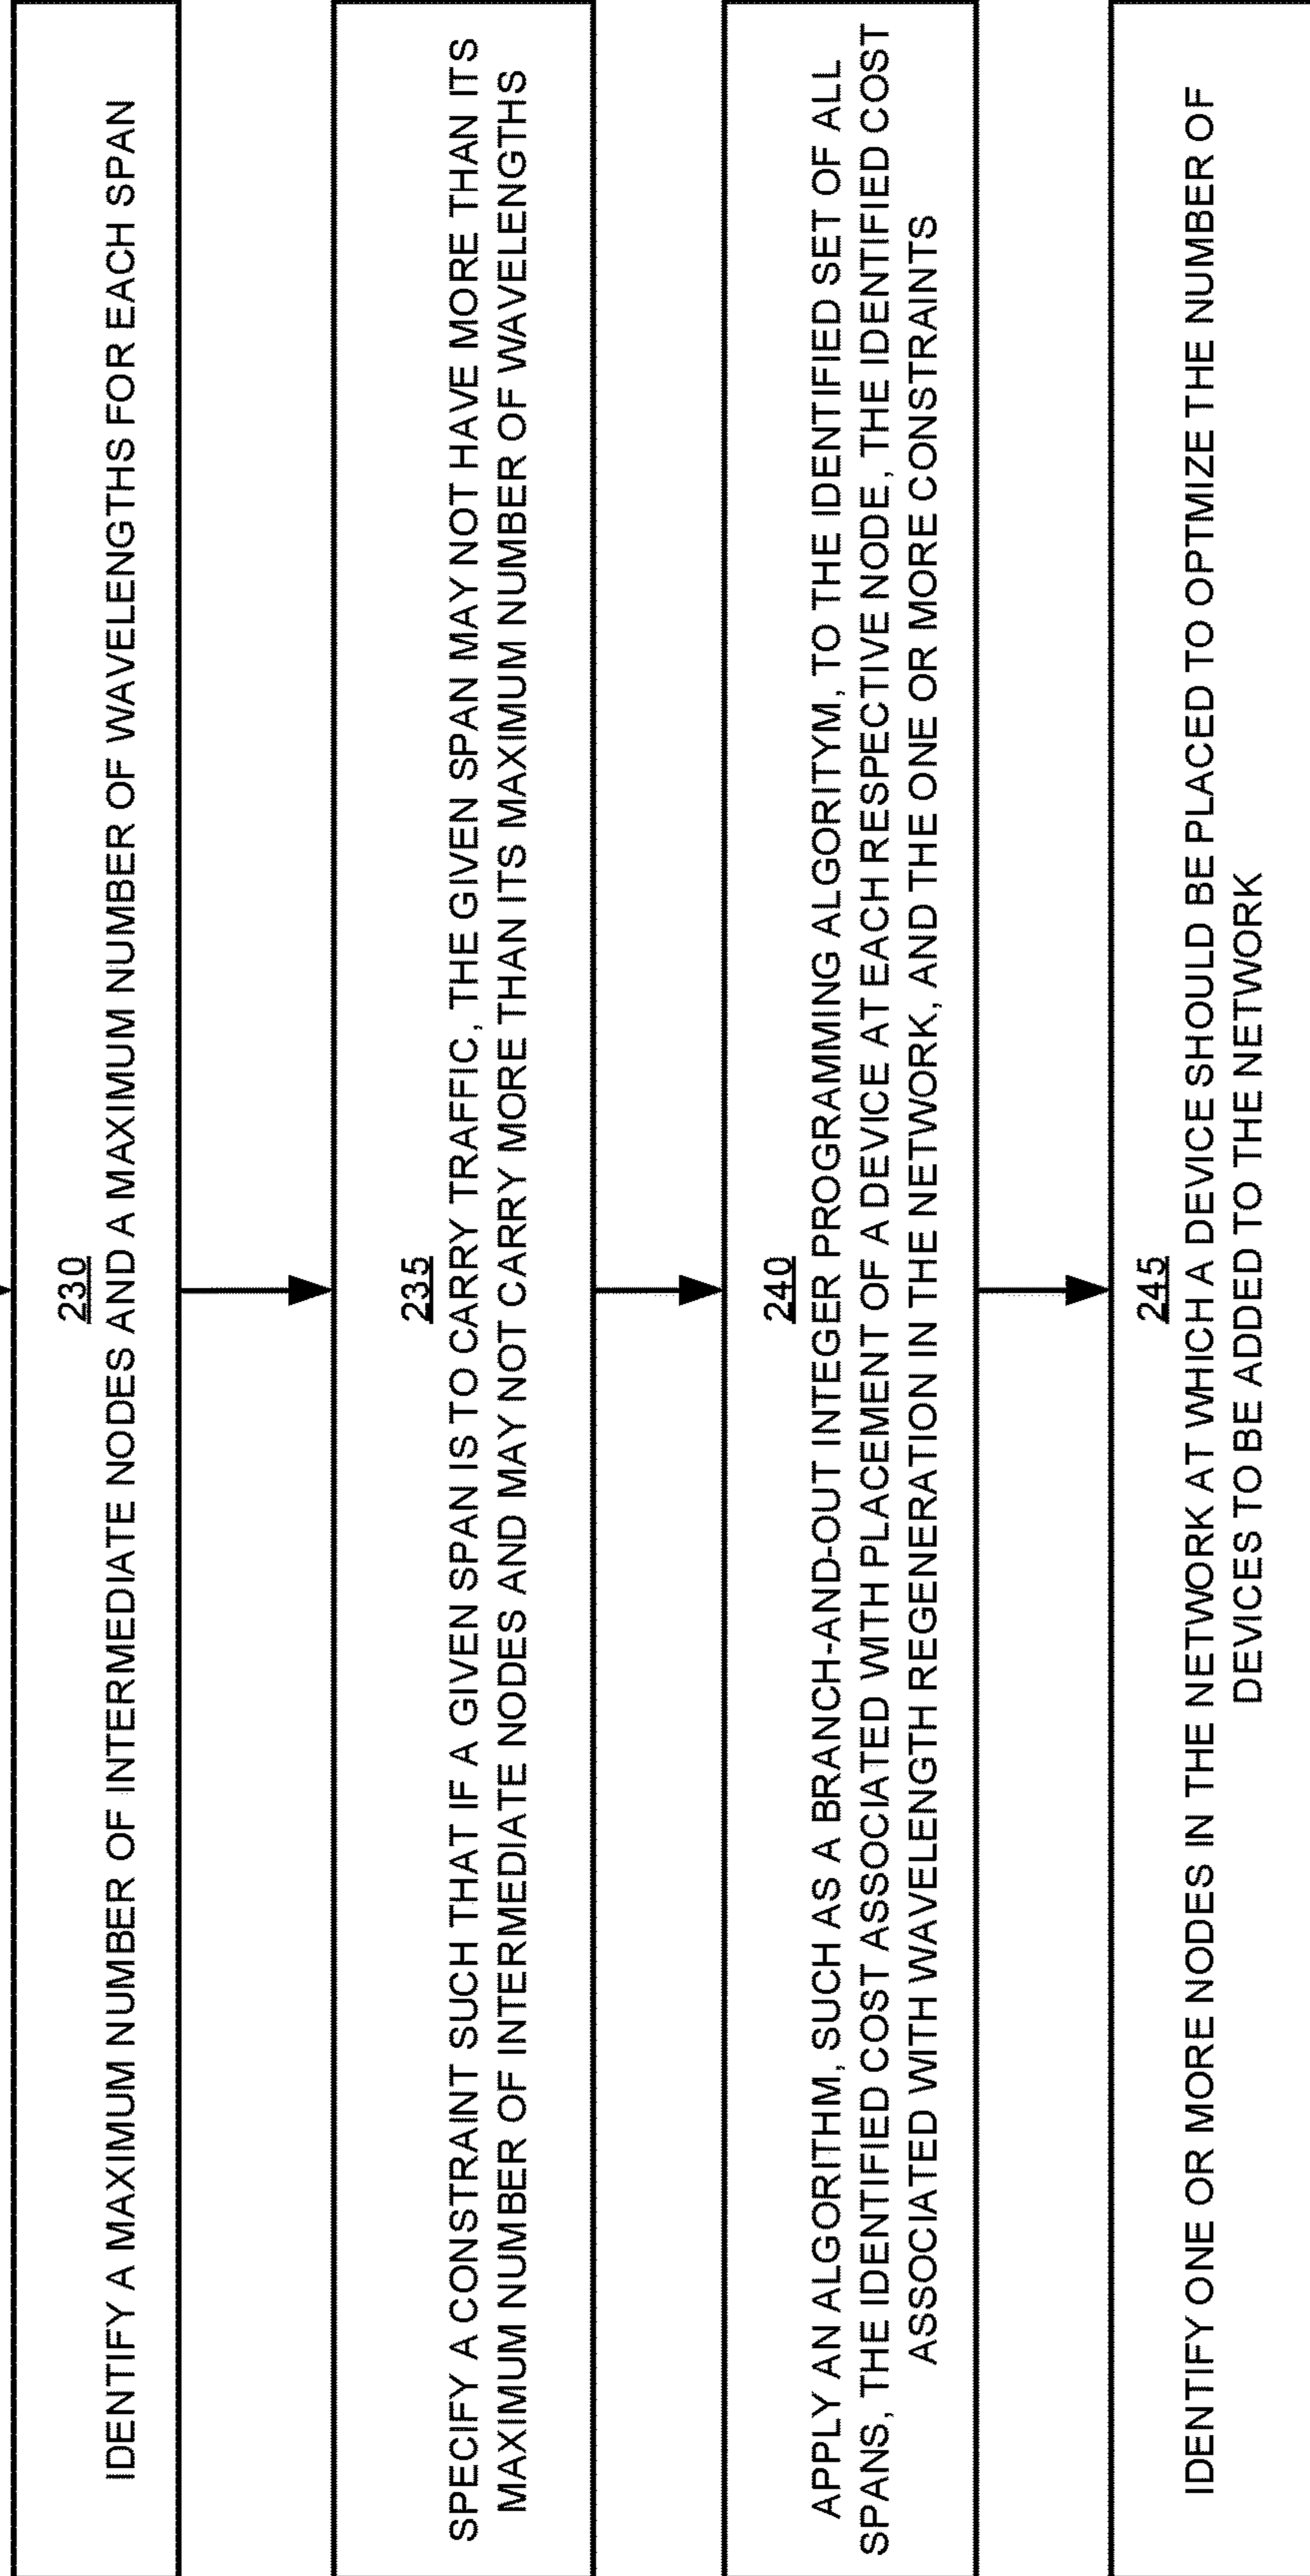 230
IDENTIFY A MAXIMUM NUMBER OF INTERMEDIATE NODES AND A MAXIMUM NUMBER OF WAVELENGTHS FOR EACH SPAN
235
SPECIFY A CONSTRAINT SUCH THAT IF A GIVEN SPAN IS TO CARRY TRAFFIC, THE GIVEN SPAN MAY NOT HAVE MORE THAN ITS
MAXIMUM NUMBER OF INTERMEDIATE NODES AND MAY NOT CARRY MORE THAN ITS MAXIMUM NUMBER OF WAVELENGTHS
240
APPLY AN ALGORITHM, SUCH AS A BRANCH-AND-OUT INTEGER PROGRAMMING ALGORITYM, TO THE IDENTIFIED SET OF ALL
SPANS, THE IDENTIFIED COST ASSOCIATED WITH PLACEMENT OF A DEVICE AT EACH RESPECTIVE NODE, THE IDENTIFIED COST
ASSOCIATED WITH WAVELENGTH REGENERATION IN THE NETWORK, AND THE ONE OR MORE CONSTRAINTS
245
IDENTIFY ONE OR MORE NODES IN THE NETWORK AT WHICH A DEVICE SHOULD BE PLACED TO OPTIMIZE THE NUMBER OF
DEVICES TO BE ADDED TO THE NETWORK